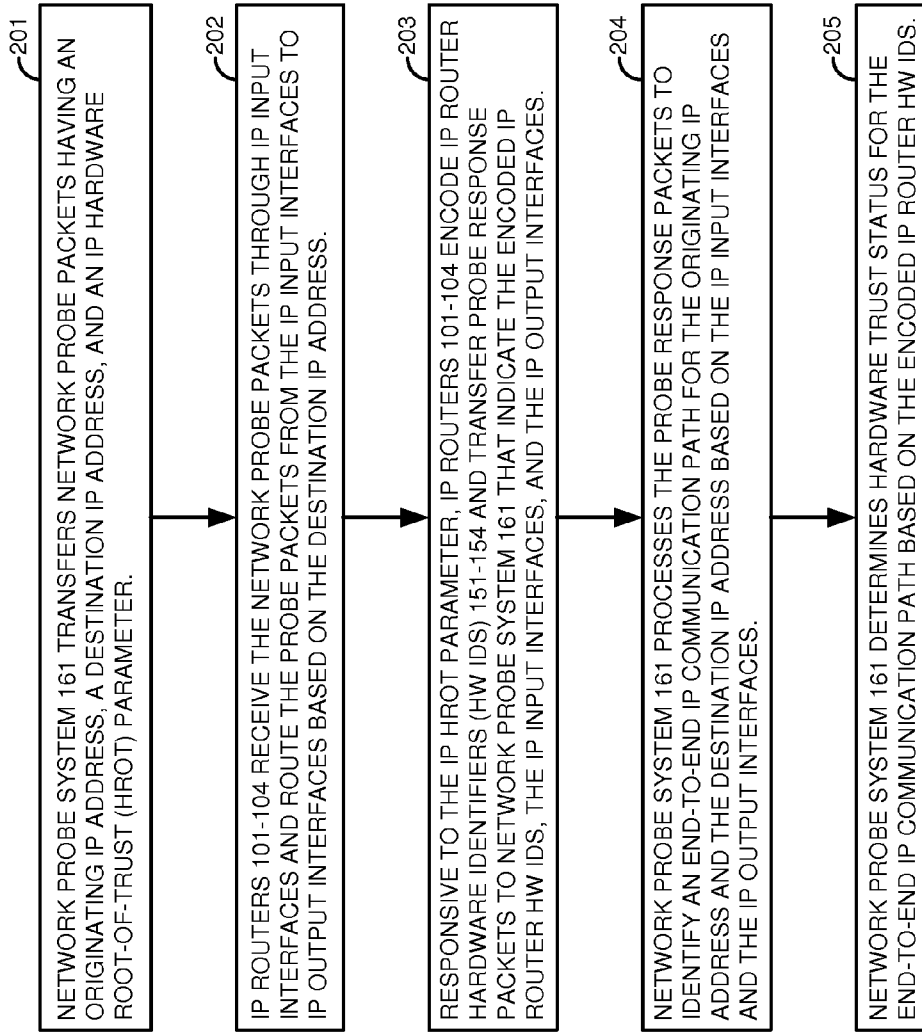 201
NETWORK PROBE SYSTEM 161 TRANSFERS NETWORK PROBE PACKETS HAVING AN
ORIGINATING IP ADDRESS, A DESTINATION IP ADDRESS, AND AN IP HARDWARE
ROOT-OF-TRUST (HROT) PARAMETER.
202
IP ROUTERS 101-104 RECEIVE THE NETWORK PROBE PACKETS THROUGH IP INPUT
INTERFACES AND ROUTE THE PROBE PACKETS FROM THE IP INPUT INTERFACES TO
IP OUTPUT INTERFACES BASED ON THE DESTINATION IP ADDRESS.
203
RESPONSIVE TO THE IP HROT PARAMETER, IP ROUTERS 101-104 ENCODE IP ROUTER
HARDWARE IDENTIFIERS (HW IDS) 151-154 AND TRANSFER PROBE RESPONSE
PACKETS TO NETWORK PROBE SYSTEM 161 THAT INDICATE THE ENCODED IP
ROUTER HW IDS, THE IP INPUT INTERFACES, AND THE IP OUTPUT INTERFACES.
204
NETWORK PROBE SYSTEM 161 PROCESSES THE PROBE RESPONSE PACKETS TO
IDENTIFY AN END-TO-END IP COMMUNICATION PATH FOR THE ORIGINATING IP
ADDRESS AND THE DESTINATION IP ADDRESS BASED ON THE IP INPUT INTERFACES
AND THE IP OUTPUT INTERFACES.
205
NETWORK PROBE SYSTEM 161 DETERMINES HARDWARE TRUST STATUS FOR THE
END-TO-END IP COMMUNICATION PATH BASED ON THE ENCODED IP ROUTER HW IDS.